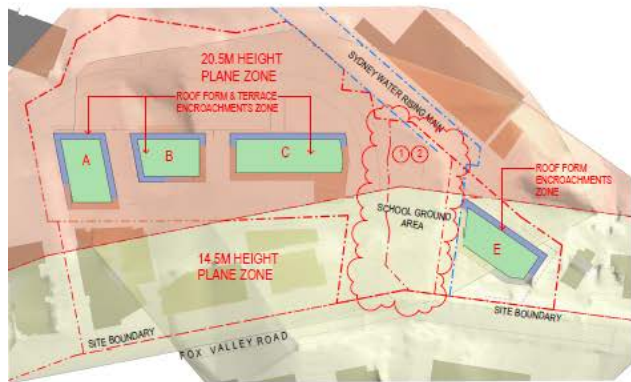 20.5M HEIGHT
PLANE ZONE
SYDNEY WATER RISING MAIN
ROOF FORM & TERRACE
ENCROACHMENTS ZONE
A
B
C
1 2
ROOF FORM
ENCROACHMENTS
ZONE
SCHOOL GROUND
AREA
E
14.5M HEIGHT
PLANE ZONE
SITE BOUNDARY
SITE BOUNDARY
FOX VALLEY ROAD